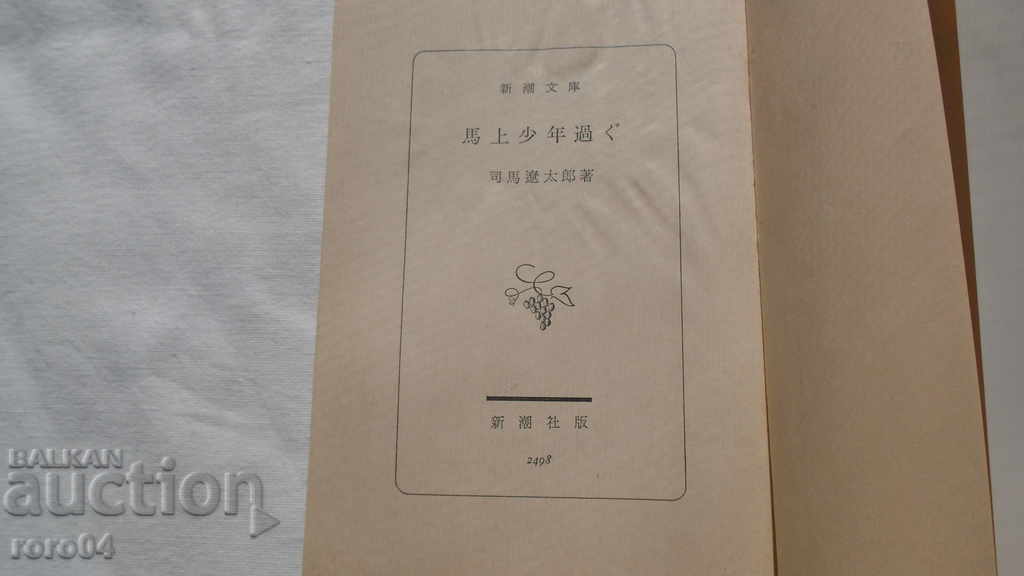 新潮文庫
馬上少年過ぐ
司馬遼太郎著
新潮社版
2498
BALKAN
auction
roro04